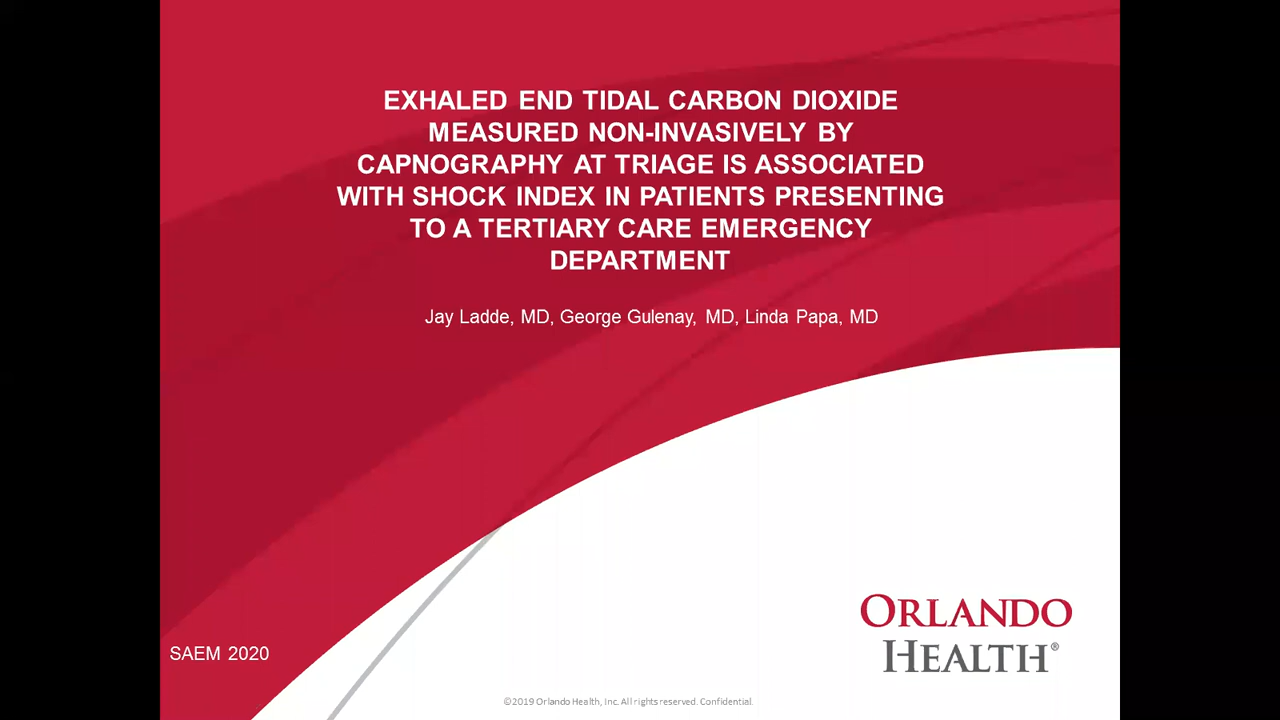 EXHALED END TIDAL CARBON DIOXIDE
MEASURED NON-INVASIVELY BY
CAPNOGRAPHY AT TRIAGE IS ASSOCIATED
WITH SHOCK INDEX IN PATIENTS PRESENTING
TO A TERTIARY CARE EMERGENCY
DEPARTMENT
Jay Ladde, MD, George Gulenay, MD, Linda Papa, MD
SAEM 2020
ORLANDO
HEALTH®
©2019 Orlando Health, Inc. All rights reserved. Confidential.